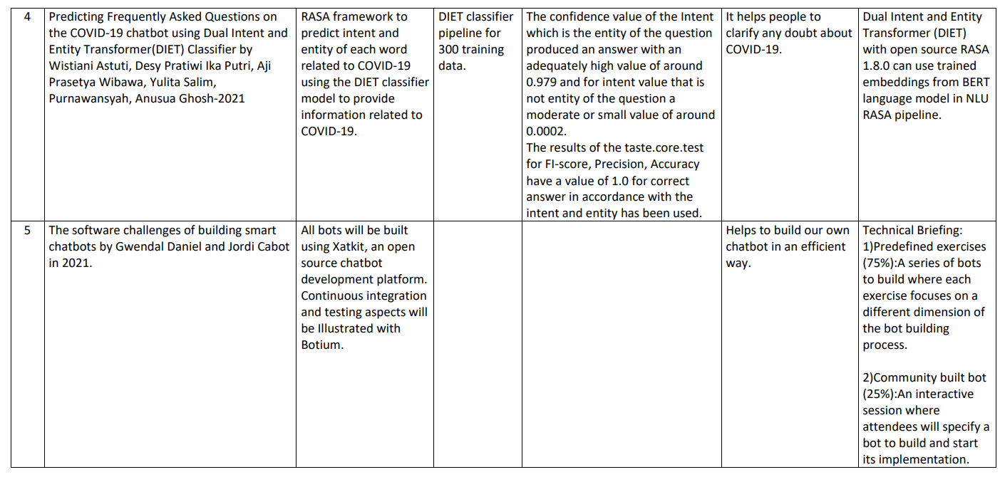 4
Predicting Frequently Asked Questions on
the COVID-19 chatbot using Dual Intent and
Entity Transformer(DIET) Classifier by
Wistiani Astuti, Desy Pratiwi Ika Putri, Aji
Prasetya Wibawa, Yulita Salim,
Purnawansyah, Anusua Ghosh-2021
RASA framework to
predict intent and
entity of each word
related to COVID-19
using the DIET classifier
model to provide
information related to
COVID-19.
DIET classifier
pipeline for
300 training
data.
The confidence value of the Intent
which is the entity of the question
produced an answer with an
adequately high value of around
0.979 and for intent value that is
not entity of the question a
moderate or small value of around
0.0002.
The results of the taste.core.test
for FI-score, Precision, Accuracy
have a value of 1.0 for correct
answer in accordance with the
intent and entity has been used.
It helps people to
clarify any doubt about
COVID-19.
Dual Intent and Entity
Transformer (DIET)
with open source RASA
1.8.0 can use trained
embeddings from BERT
language model in NLU
RASA pipeline.
5
The software challenges of building smart
chatbots by Gwendal Daniel and Jordi Cabot
in 2021.
All bots will be built
using Xatkit, an open
source chatbot
development platform.
Continuous integration
and testing aspects will
be Illustrated with
Botium.
Helps to build our own
chatbot in an efficient
way.
Technical Briefing:
1)Predefined exercises
(75%):A series of bots
to build where each
exercise focuses on a
different dimension of
the bot building
process.
2)Community built bot
(25%):An interactive
session where
attendees will specify a
bot to build and start
its implementation.